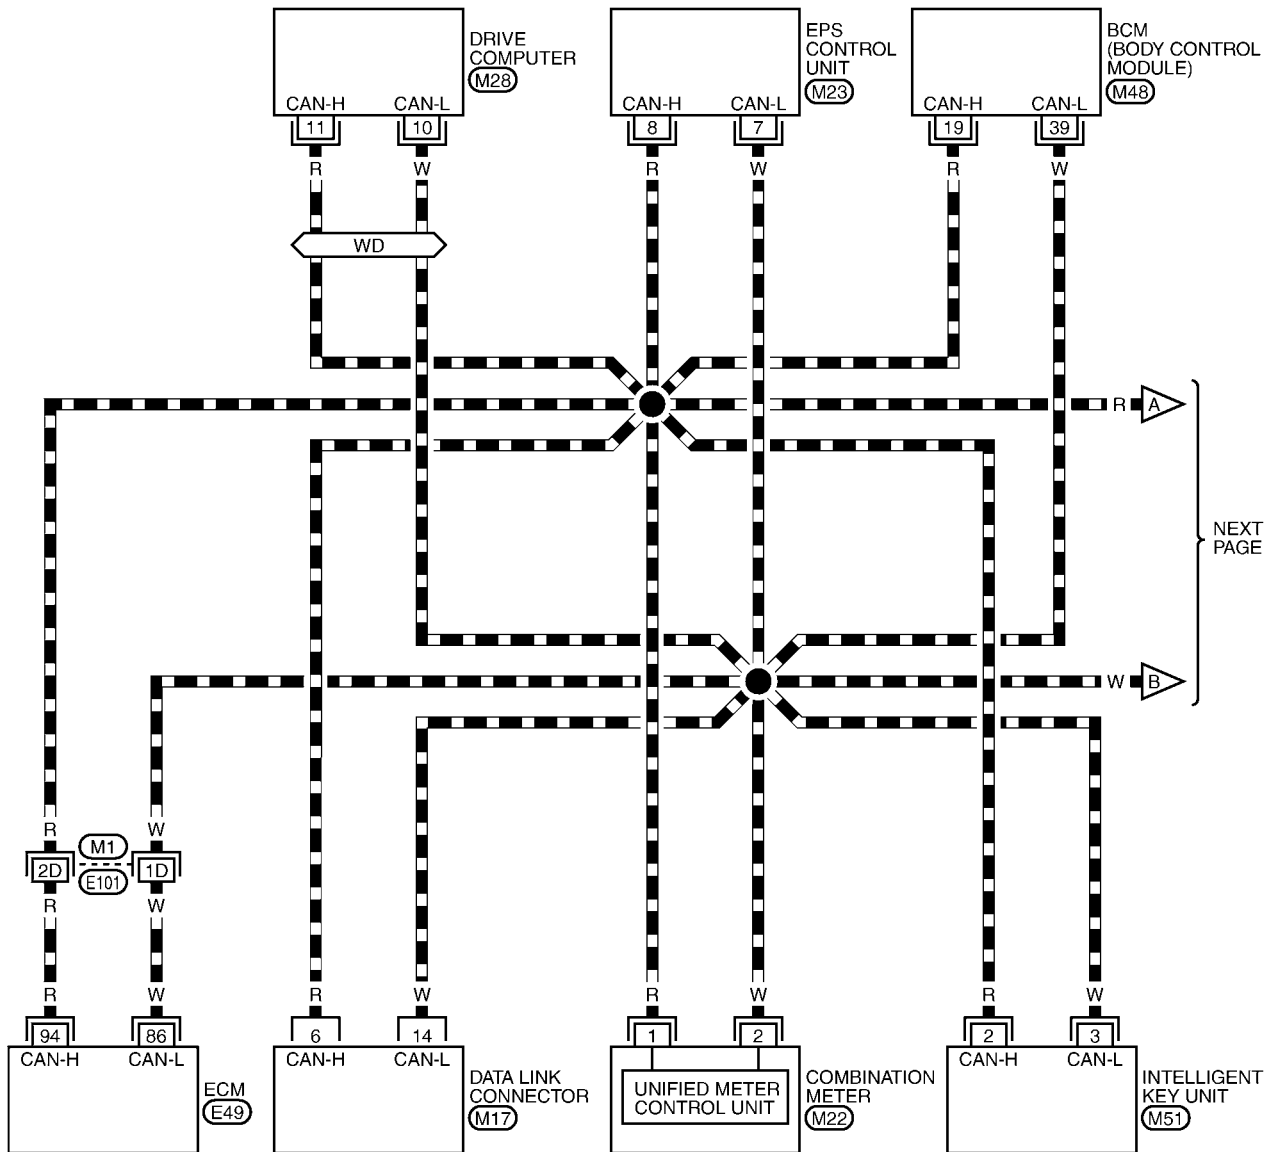 DRIVE
COMPUTER
M28
CAN-H CAN-L
11 10
R W
EPS
CONTROL
UNIT
M23
CAN-H CAN-L
8 7
R W
BCM
(BODY CONTROL
MODULE)
M48
CAN-H CAN-L
19 39
R W
WD
R A
NEXT
PAGE
W B
R W
M1
2D 1D
E101
R W
R W
94 86
CAN-H CAN-L
ECM
E49
R W
6 14
CAN-H CAN-L
DATA LINK
CONNECTOR
M17
R W
1 2
UNIFIED METER
CONTROL UNIT
COMBINATION
METER
M22
R W
2 3
CAN-H CAN-L
INTELLIGENT
KEY UNIT
M51